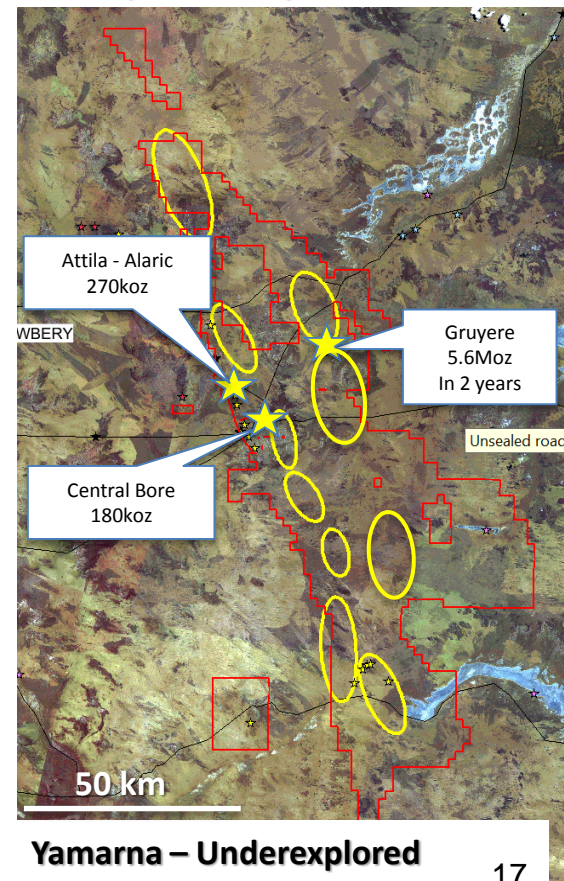 Attila - Alaric
270koz
WBERY
Gruyere
5.6Moz
In 2 years
Unsealed road
Central Bore
180koz
50 km
Yamarna – Underexplored
17